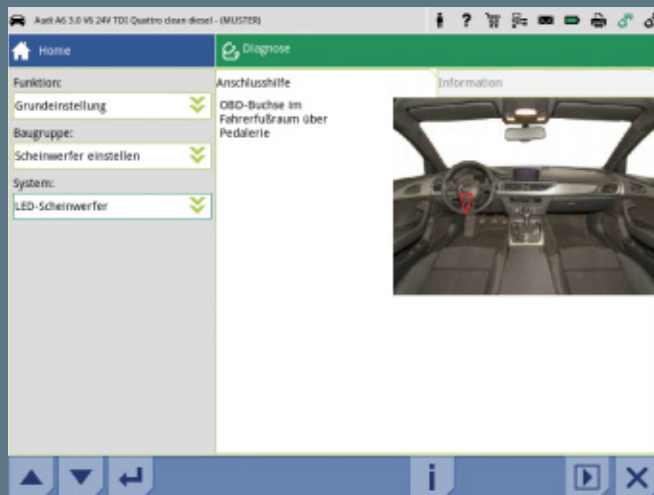 Audi A6 3.0 V6 24V TDI Quattro clean diesel - (MUSTER)
Home
Diagnose
Funktion:
Grundeinstellung
Baugruppe:
Scheinwerfer einstellen
System:
LED-Scheinwerfer
Anschlusshilfe
Information
OBD-Buchse im
Fahrerfußraum über
Pedalerie